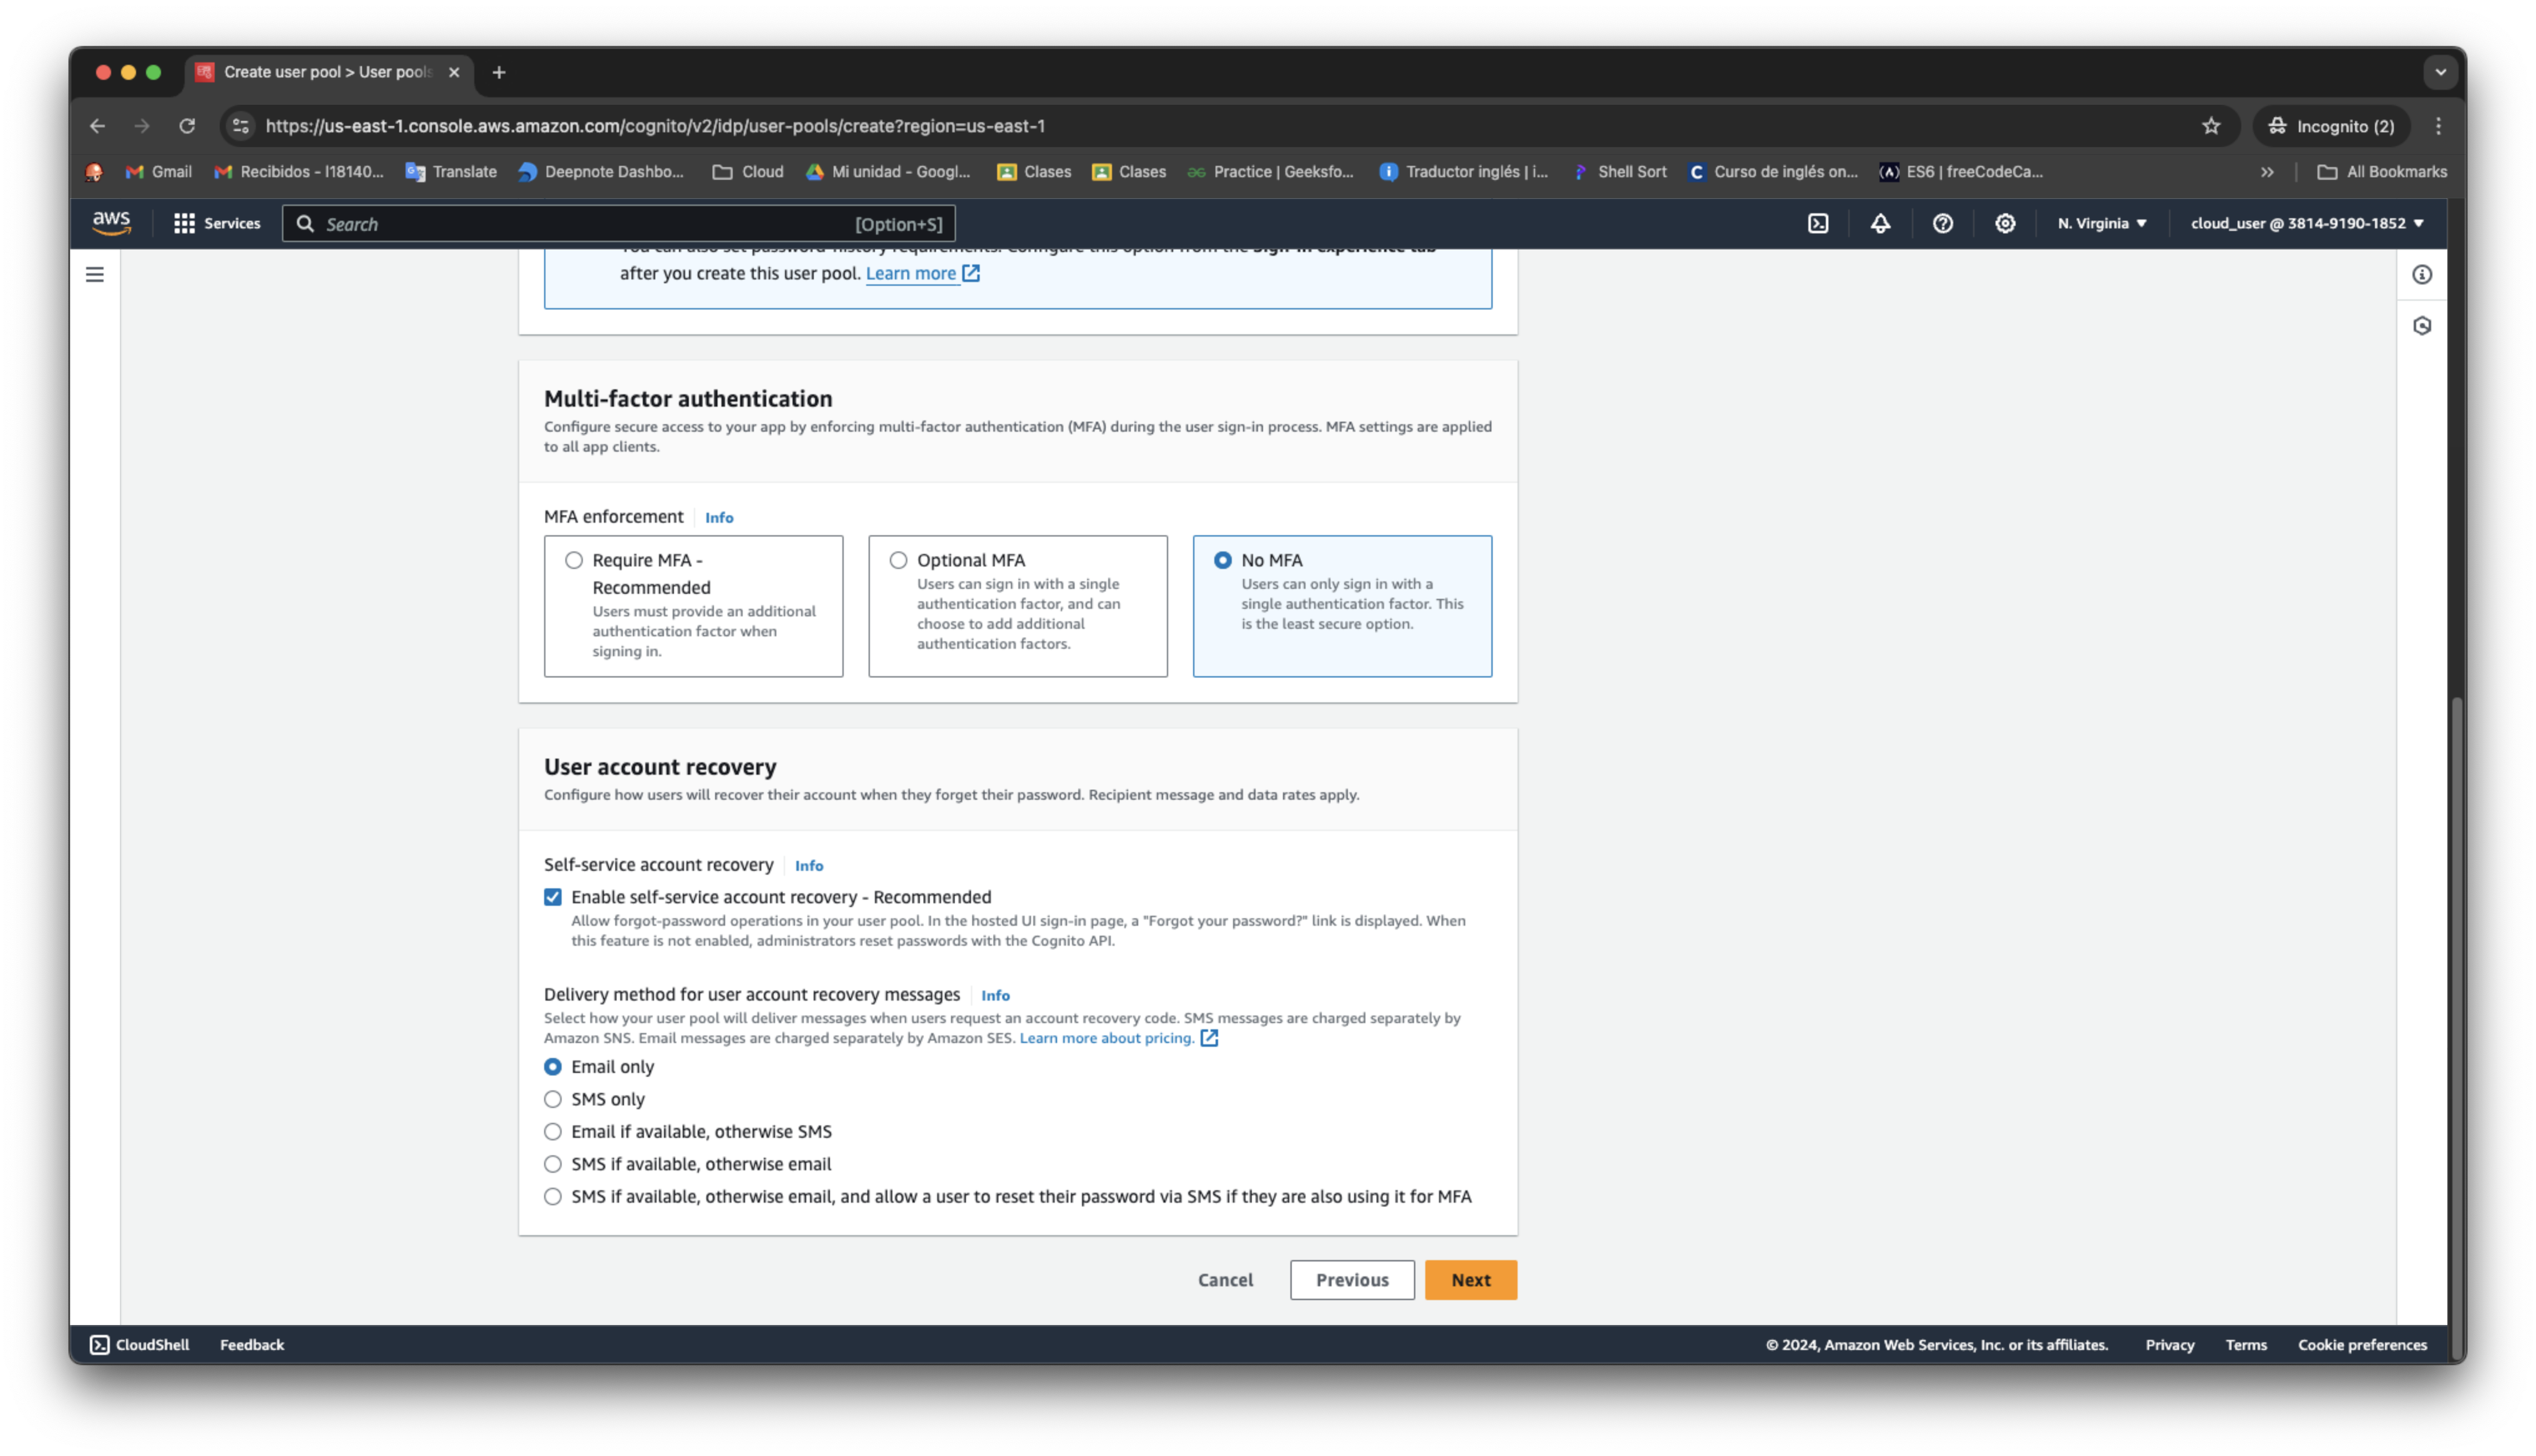 Create user pool > User pools
https://us-east-1.console.aws.amazon.com/cognito/v2/idp/user-pools/create?region=us-east-1
Incognito (2)
Gmail
Recibidos - l18140...
Translate
Deepnote Dashbo...
Cloud
Mi unidad - Googl...
Clases
Clases
Practice | Geeksfo...
Traductor inglés | i...
Shell Sort
Curso de inglés on...
ES6 | freeCodeCa...
All Bookmarks
aws
Services
Search
[Option+S]
N. Virginia
cloud_user @ 3814-9190-1852
You can also set password history requirements. Configure this option from the Sign-in experience tab
after you create this user pool. Learn more
Multi-factor authentication
Configure secure access to your app by enforcing multi-factor authentication (MFA) during the user sign-in process. MFA settings are applied
to all app clients.
MFA enforcement
Info
Require MFA -
Recommended
Users must provide an additional
authentication factor when
signing in.
Optional MFA
Users can sign in with a single
authentication factor, and can
choose to add additional
authentication factors.
No MFA
Users can only sign in with a
single authentication factor. This
is the least secure option.
User account recovery
Configure how users will recover their account when they forget their password. Recipient message and data rates apply.
Self-service account recovery
Info
Enable self-service account recovery - Recommended
Allow forgot-password operations in your user pool. In the hosted UI sign-in page, a "Forgot your password?" link is displayed. When
this feature is not enabled, administrators reset passwords with the Cognito API.
Delivery method for user account recovery messages
Info
Select how your user pool will deliver messages when users request an account recovery code. SMS messages are charged separately by
Amazon SNS. Email messages are charged separately by Amazon SES. Learn more about pricing.
Email only
SMS only
Email if available, otherwise SMS
SMS if available, otherwise email
SMS if available, otherwise email, and allow a user to reset their password via SMS if they are also using it for MFA
Cancel
Previous
Next
CloudShell
Feedback
© 2024, Amazon Web Services, Inc. or its affiliates.
Privacy
Terms
Cookie preferences